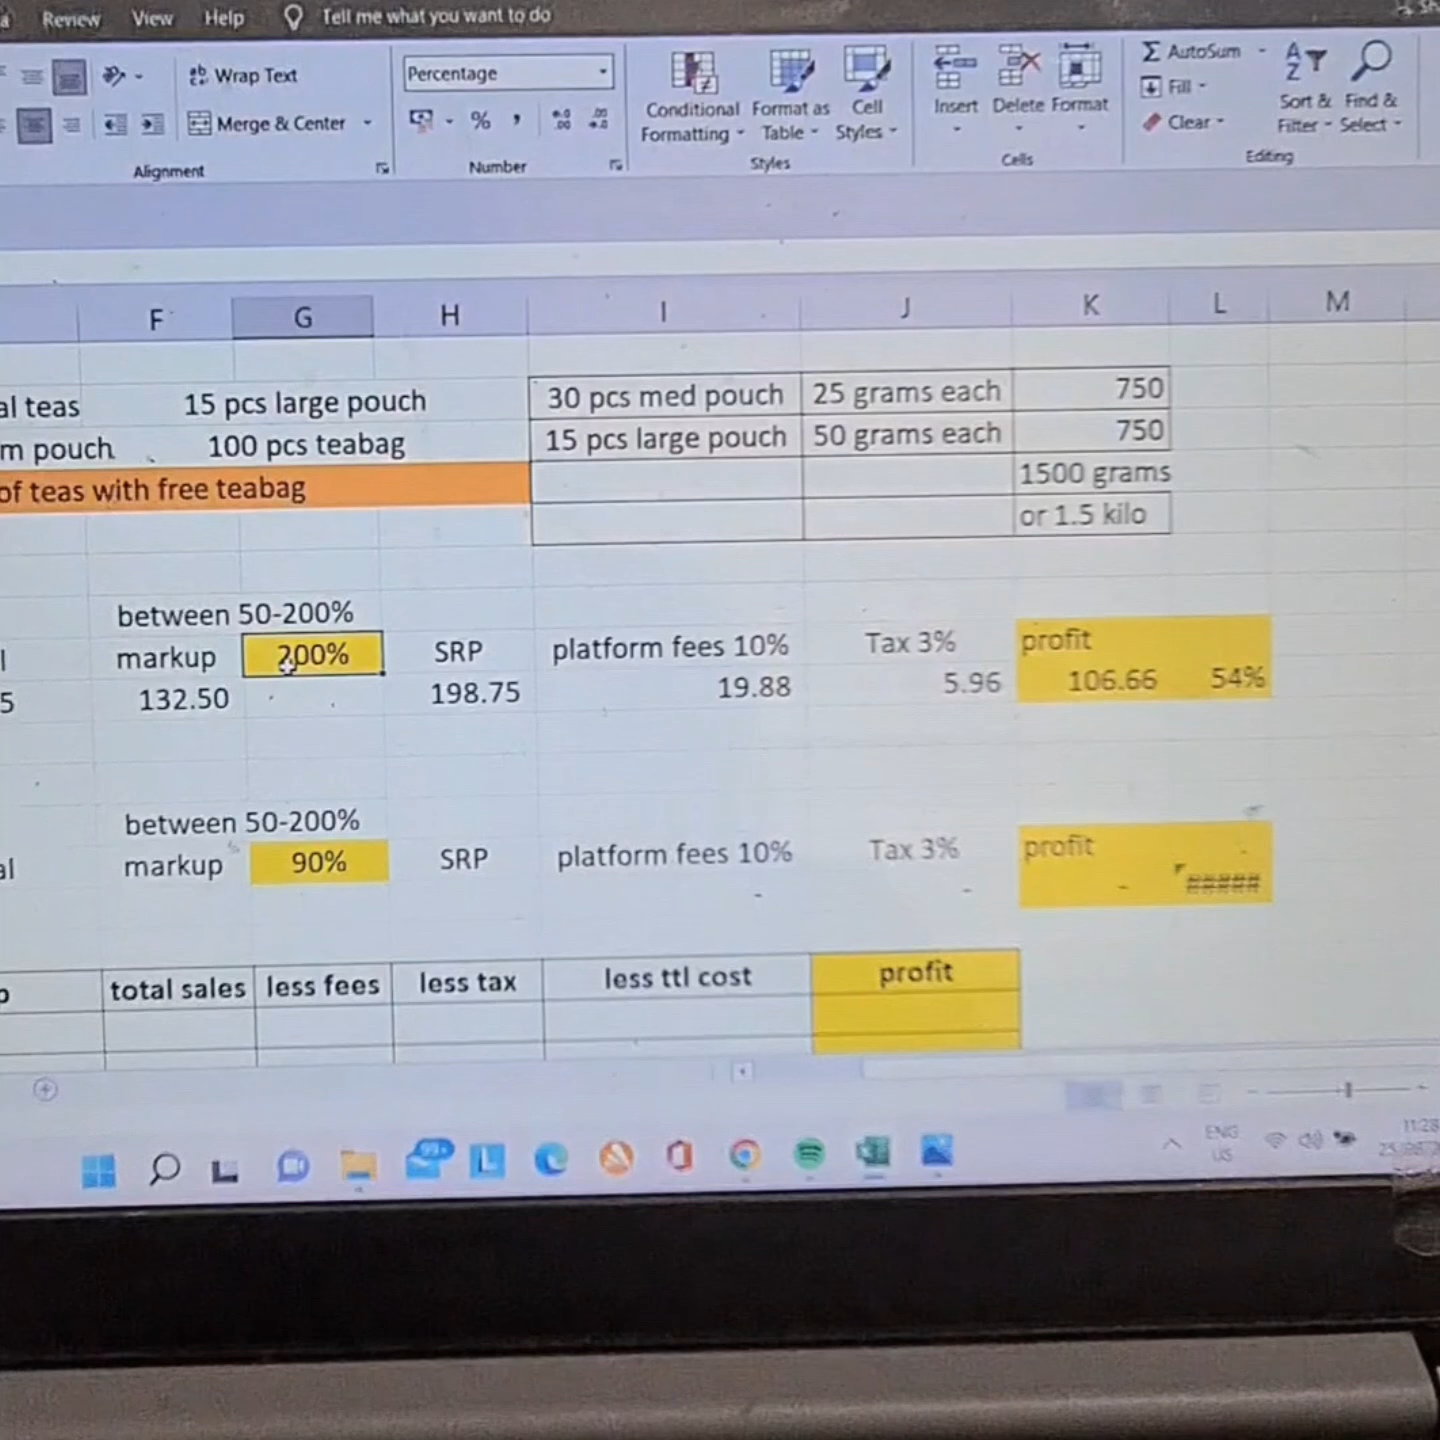 Review View Help Tell me what you want to do
Wrap Text Percentage AutoSum
Conditional Format as Cell Insert Delete Format Fill Sort & Find &
Merge & Center % Formatting Table Styles Clear Filter Select
Alignment Number Styles Cells Editing
F G H I J K L M
al teas 15 pcs large pouch 30 pcs med pouch 25 grams each 750
m pouch 100 pcs teabag 15 pcs large pouch 50 grams each 750
of teas with free teabag 1500 grams
or 1.5 kilo
between 50-200%
l markup 200% SRP platform fees 10% Tax 3% profit
5 132.50 198.75 19.88 5.96 106.66 54%
between 50-200%
al markup 90% SRP platform fees 10% Tax 3% profit
- - - #####
total sales less fees less tax less ttl cost profit
99+ L ENG 11:28
US